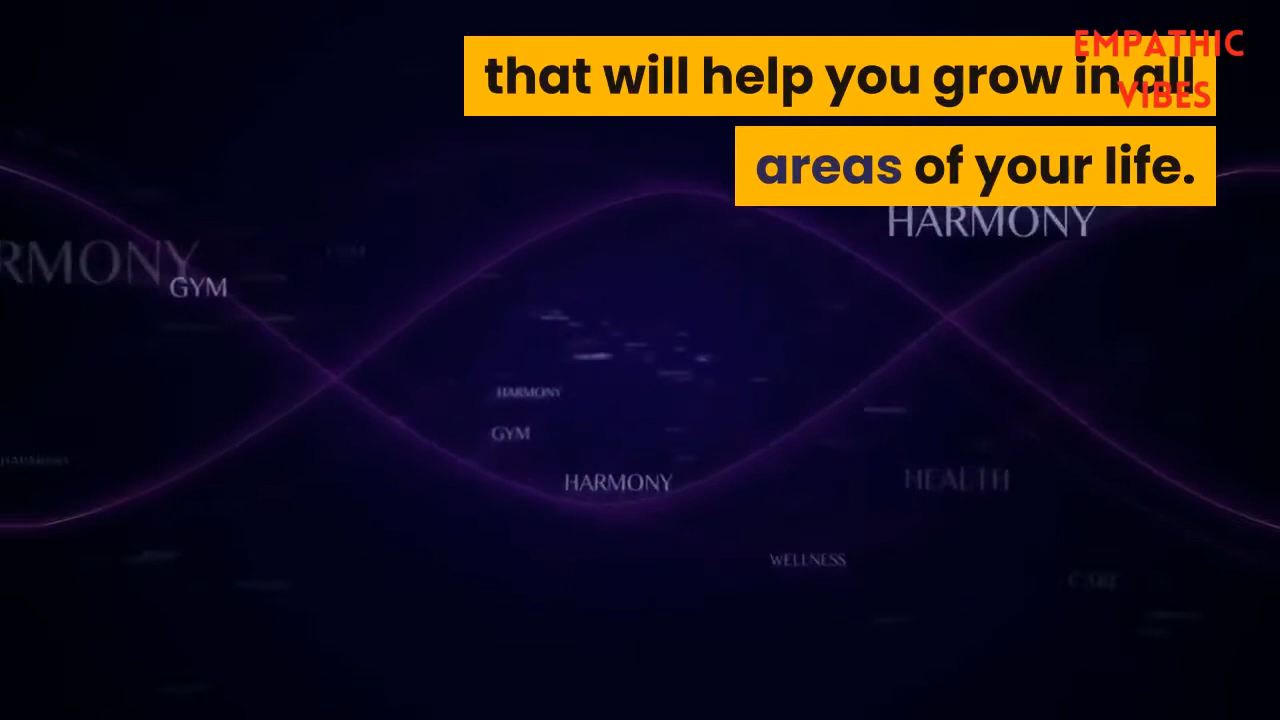 EMPATHIC
VIBES
that will help you grow in all
areas of your life.
HARMONY
RMONY
GYM
HARMONY
GYM
HARMONY
HEALTH
WELLNESS
CARE